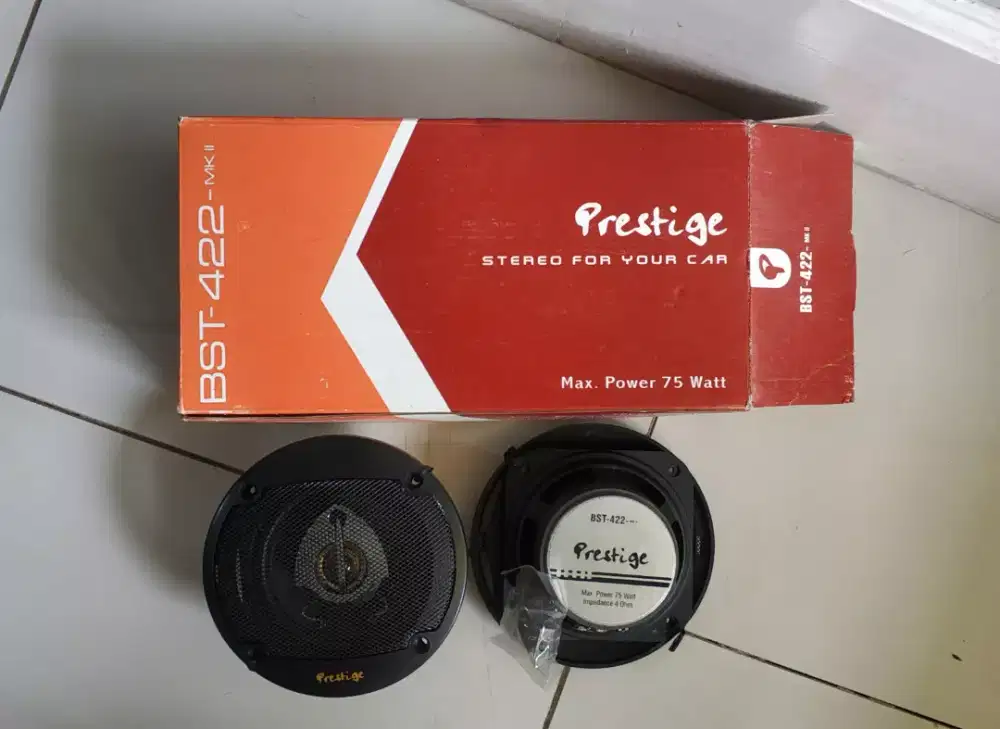 BST-422-MK II
Prestige
STEREO FOR YOUR CAR
Max. Power 75 Watt
BST-422-MK II
Prestige
BST-422-
Prestige
Max. Power 75 Watt
Impedance 4 Ohms